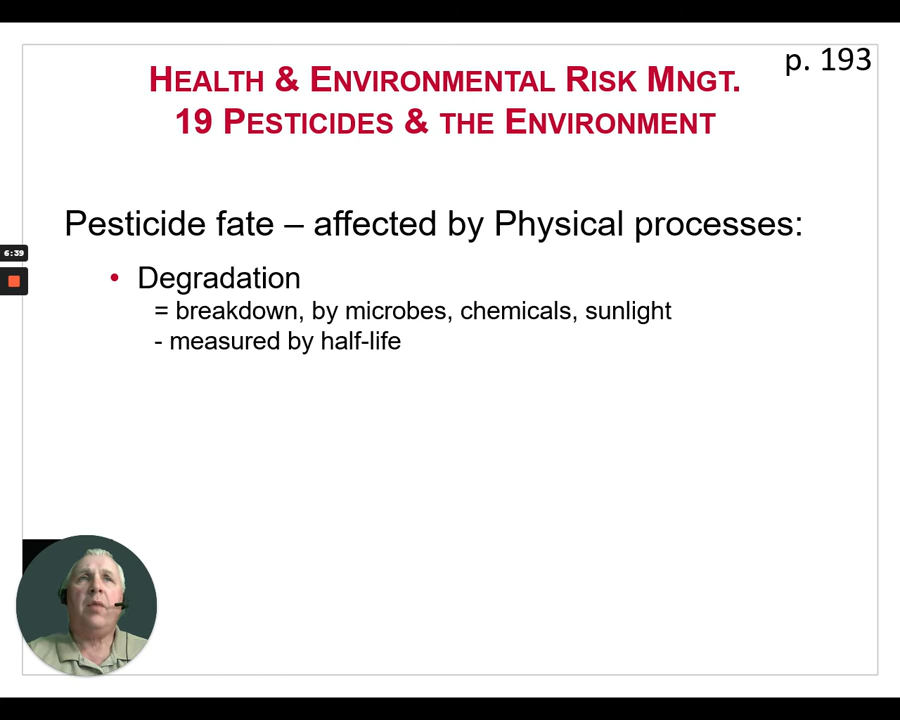 p. 193
HEALTH & ENVIRONMENTAL RISK MNGT.
19 PESTICIDES & THE ENVIRONMENT
Pesticide fate – affected by Physical processes:
6:39
• Degradation
= breakdown, by microbes, chemicals, sunlight
- measured by half-life